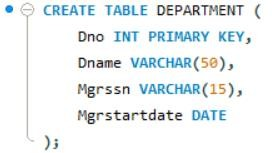 CREATE TABLE DEPARTMENT (
Dno INT PRIMARY KEY,
Dname VARCHAR(50),
Mgrssn VARCHAR(15),
Mgrstartdate DATE
);